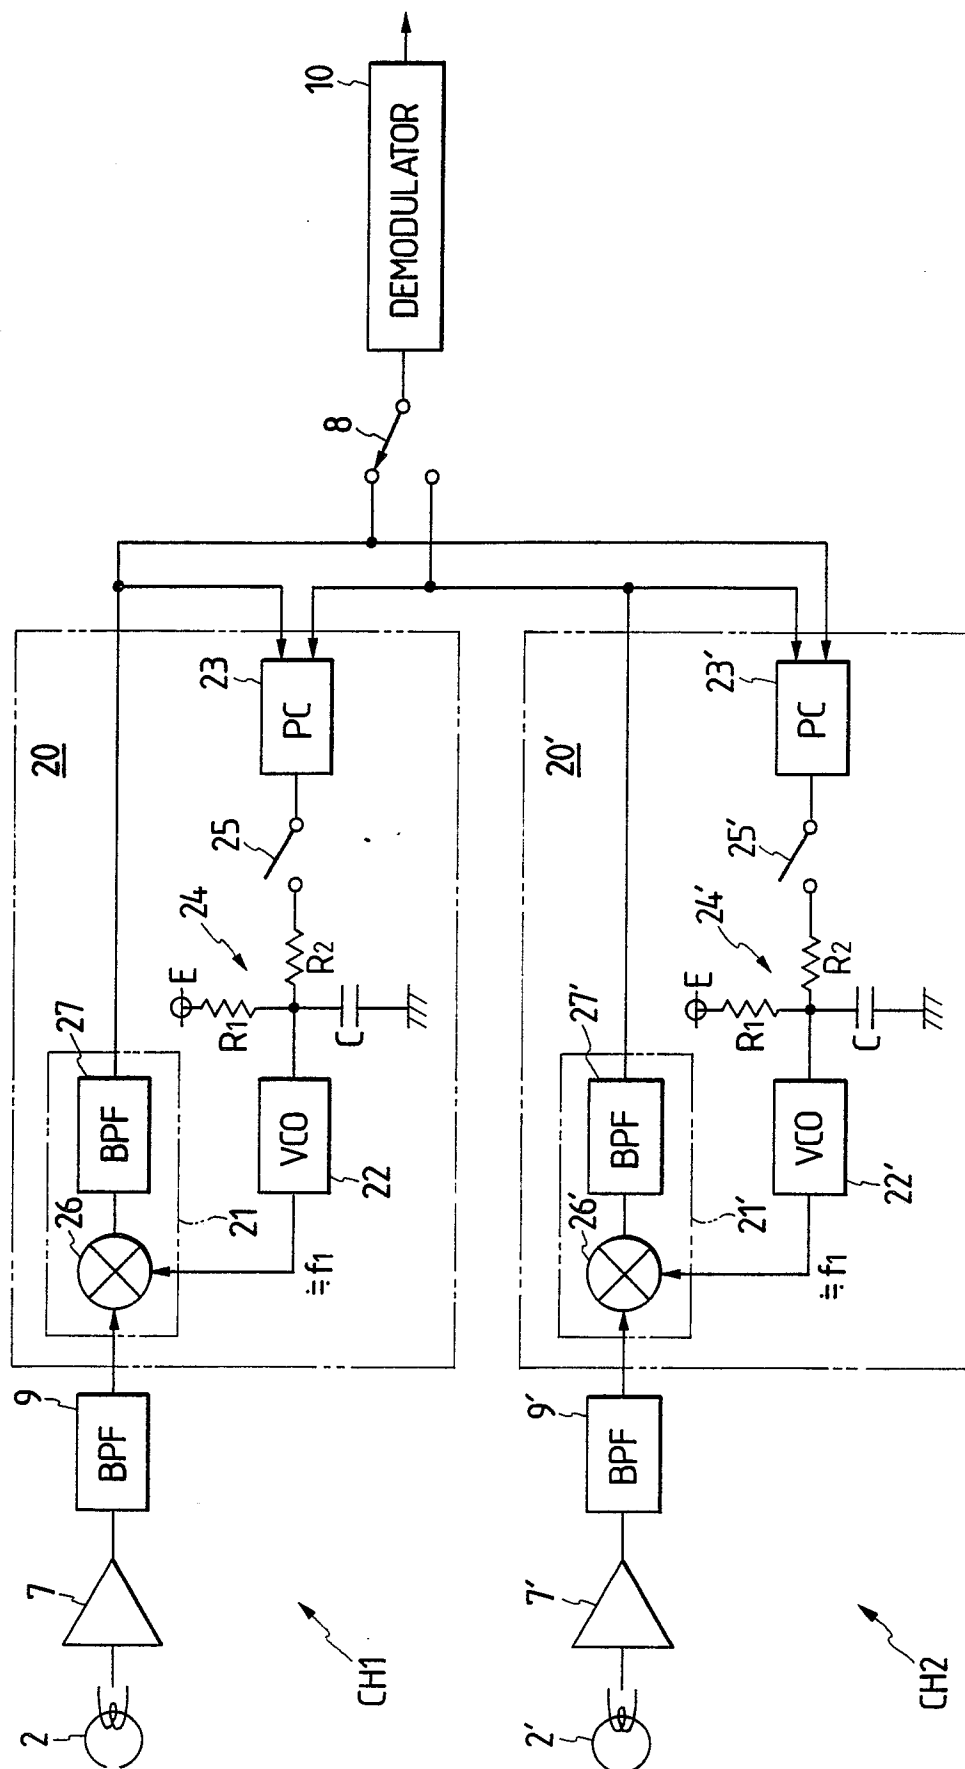 2
7
9
BPF
26
27
BPF
21
≒f1
VCO
22
24
E
R1
R2
C
25
23
PC
20
CH1
8
10
DEMODULATOR
2′
7′
9′
BPF
26′
27′
BPF
21′
≒f1
VCO
22′
24′
E
R1
R2
C
25′
23′
PC
20′
CH2